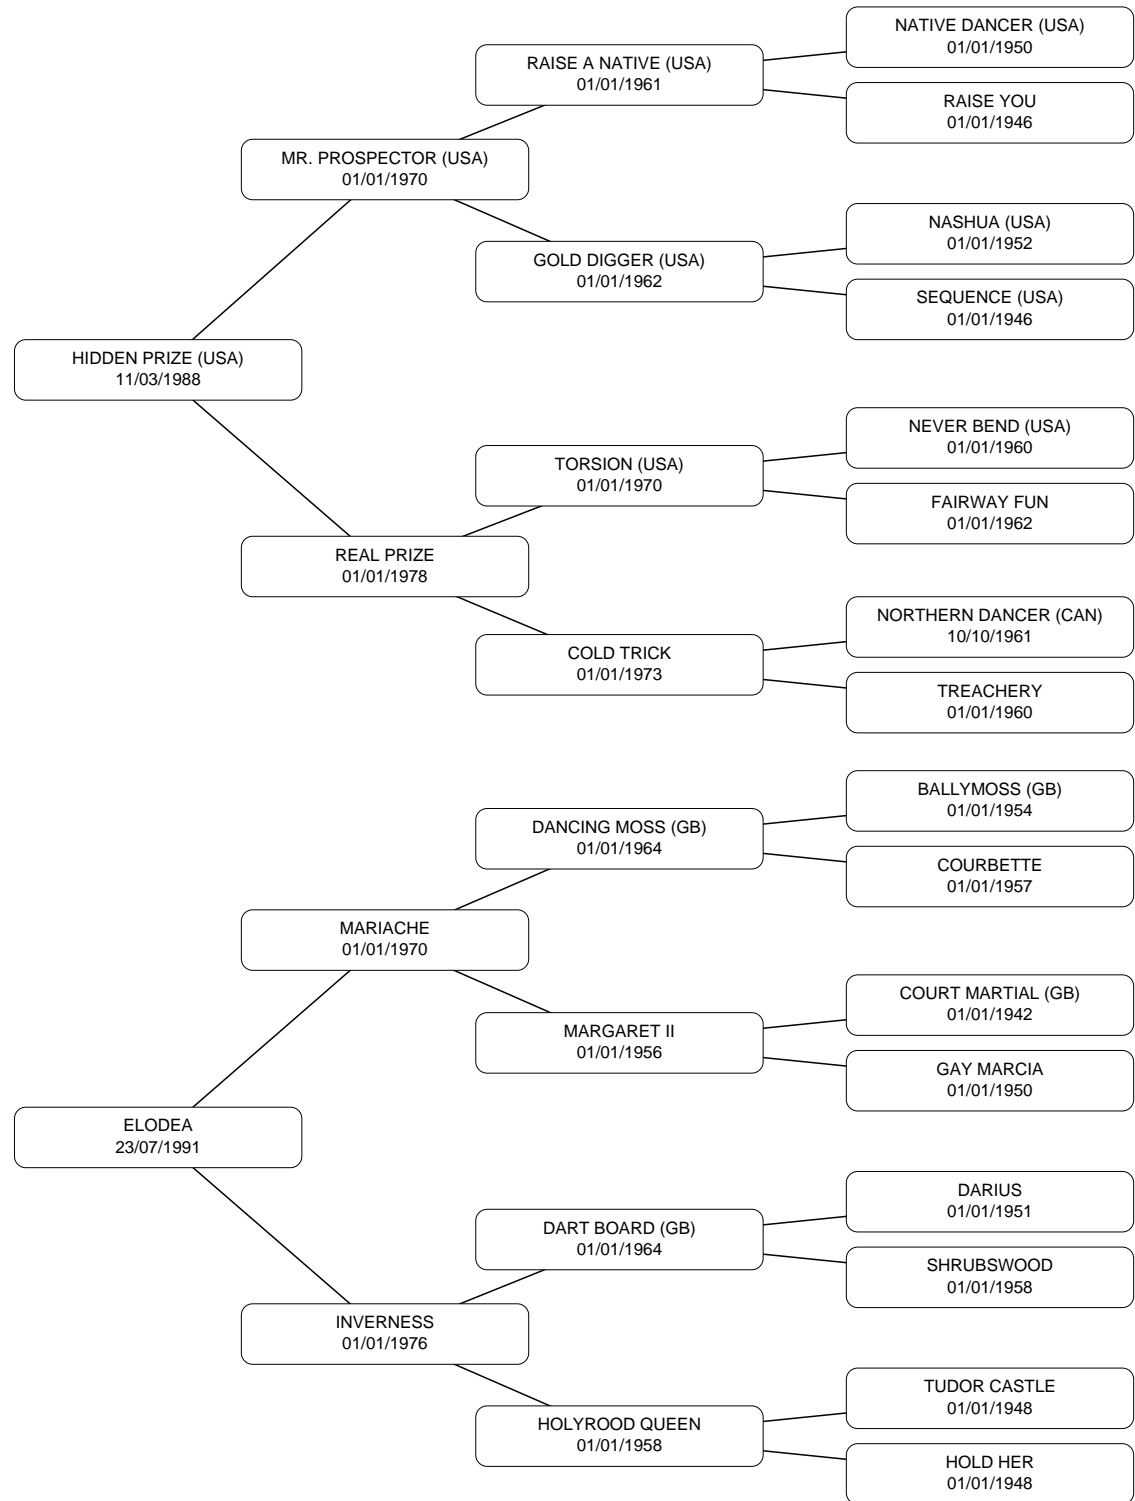 NATIVE DANCER (USA)
01/01/1950
RAISE A NATIVE (USA)
01/01/1961
RAISE YOU
01/01/1946
MR. PROSPECTOR (USA)
01/01/1970
NASHUA (USA)
01/01/1952
GOLD DIGGER (USA)
01/01/1962
SEQUENCE (USA)
01/01/1946
HIDDEN PRIZE (USA)
11/03/1988
NEVER BEND (USA)
01/01/1960
TORSION (USA)
01/01/1970
FAIRWAY FUN
01/01/1962
REAL PRIZE
01/01/1978
NORTHERN DANCER (CAN)
10/10/1961
COLD TRICK
01/01/1973
TREACHERY
01/01/1960
BALLYMOSS (GB)
01/01/1954
DANCING MOSS (GB)
01/01/1964
COURBETTE
01/01/1957
MARIACHE
01/01/1970
COURT MARTIAL (GB)
01/01/1942
MARGARET II
01/01/1956
GAY MARCIA
01/01/1950
ELODEA
23/07/1991
DARIUS
01/01/1951
DART BOARD (GB)
01/01/1964
SHRUBSWOOD
01/01/1958
INVERNESS
01/01/1976
TUDOR CASTLE
01/01/1948
HOLYROOD QUEEN
01/01/1958
HOLD HER
01/01/1948